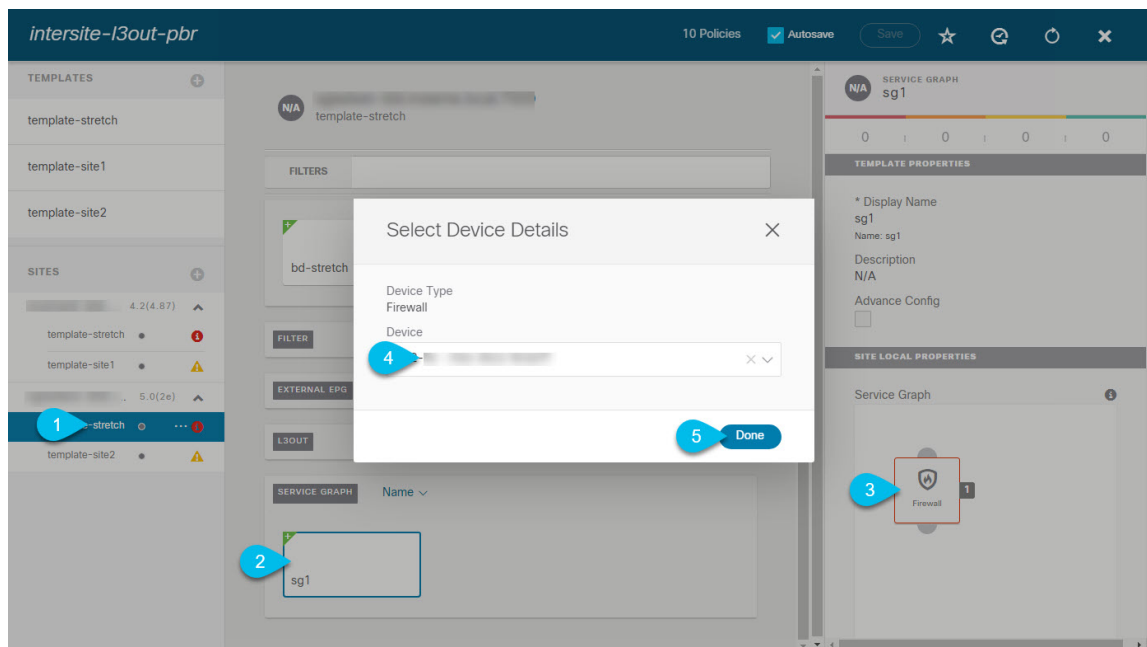 intersite-l3out-pbr
10 Policies
Autosave
Save
TEMPLATES
template-stretch
template-site1
template-site2
SITES
4.2(4.87)
template-stretch
template-site1
5.0(2e)
1
-stretch
template-site2
N/A
template-stretch
FILTERS
bd-stretch
FILTER
EXTERNAL EPG
L3OUT
SERVICE GRAPH
Name
2
sg1
Select Device Details
Device Type
Firewall
Device
4
5
Done
N/A
SERVICE GRAPH
sg1
0
0
0
0
TEMPLATE PROPERTIES
* Display Name
sg1
Name: sg1
Description
N/A
Advance Config
SITE LOCAL PROPERTIES
Service Graph
3
Firewall
1